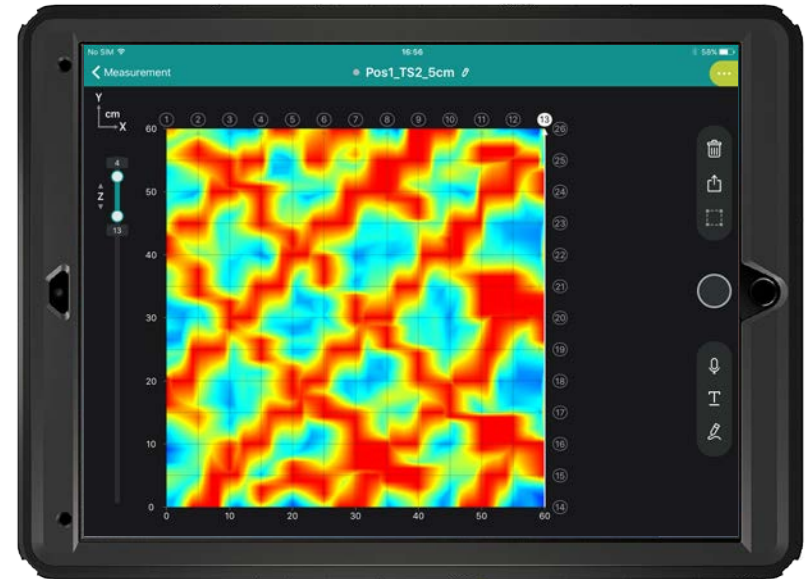 No SIM 16:56 58%
Measurement Pos1_TS2_5cm ...
Y
cm
X
1 2 3 4 5 6 7 8 9 10 11 12 13
60 26
4 25
Z 50 24
13 23
40 22
21
30 20
19
20 18
T
17
10 16
15
0 14
0 10 20 30 40 50 60